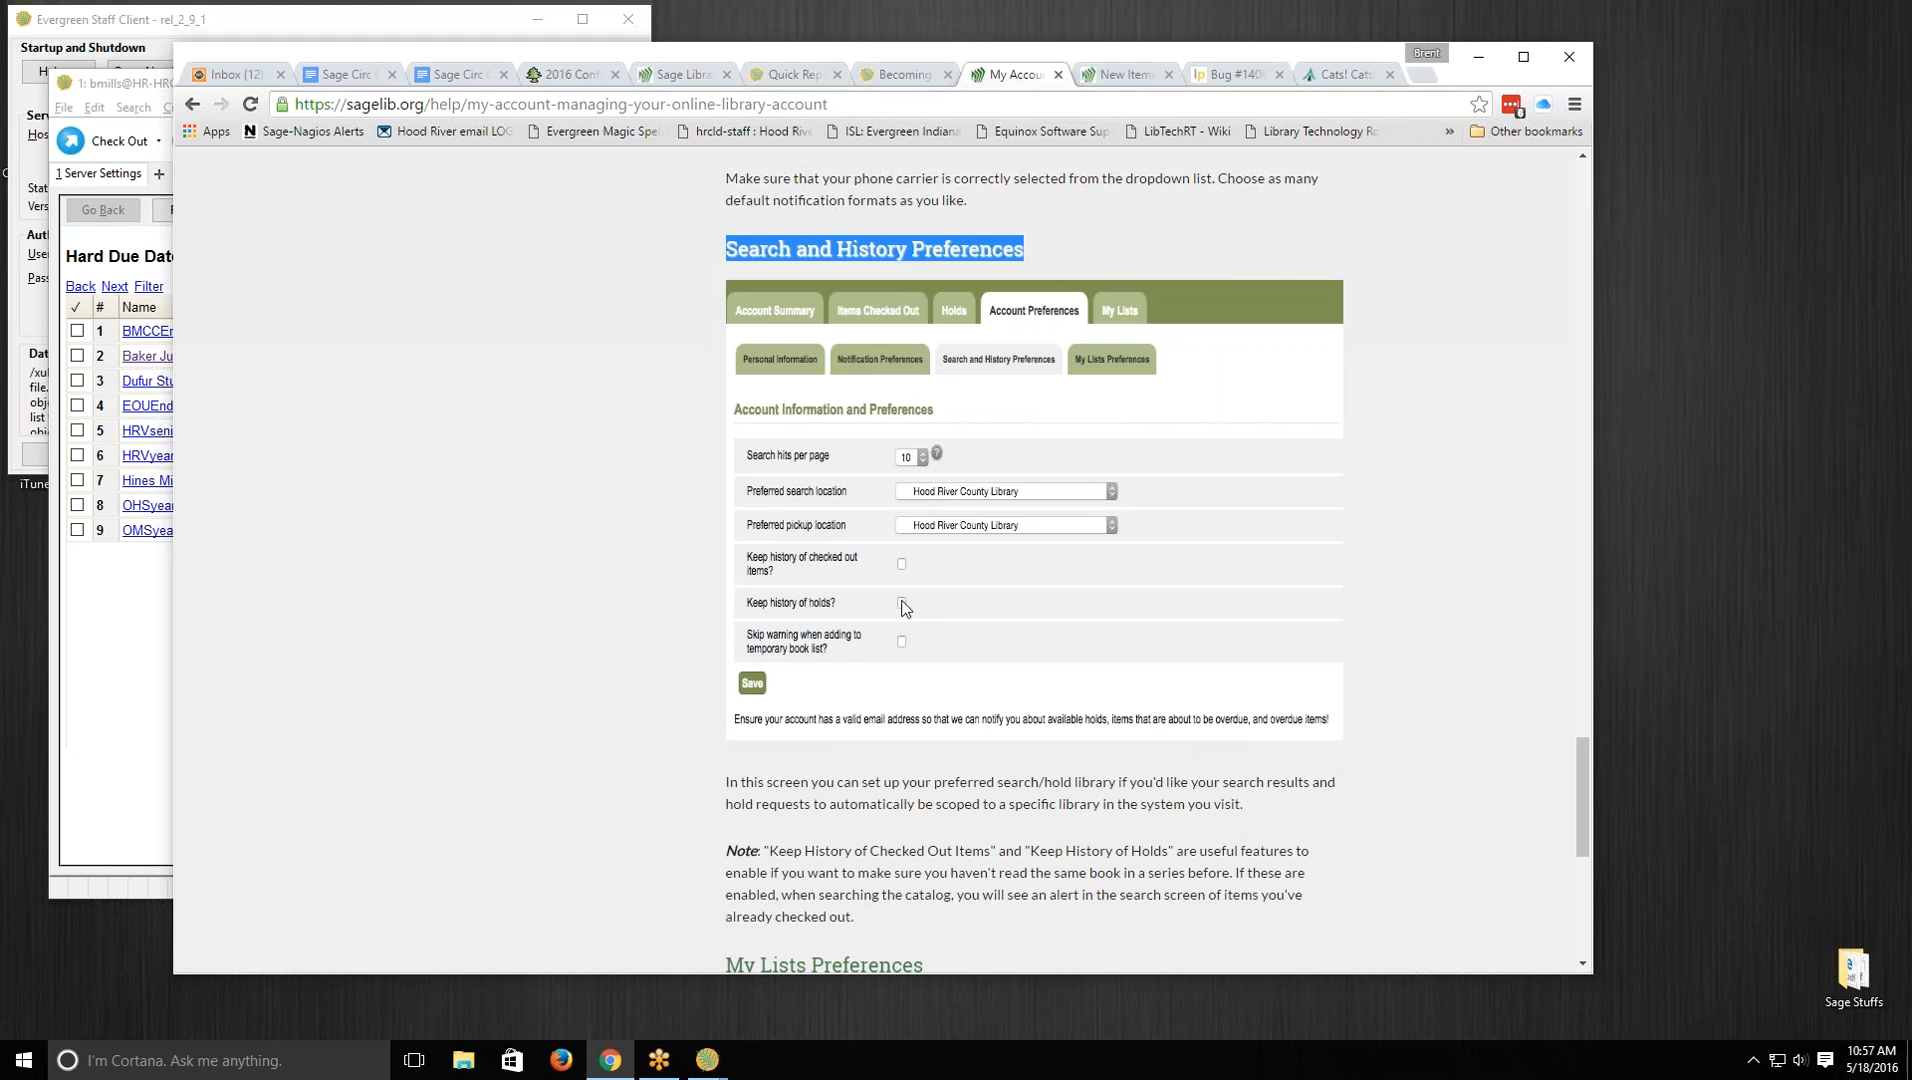 Evergreen Staff Client - rel_2_9_1
Startup and Shutdown
1: bmills@HR-HRC
File Edit Search
Check Out
1 Server Settings
Go Back
Hard Due Date
Back Next Filter
# Name
1 BMCCEn
2 Baker Ju
3 Dufur Stu
4 EOUEnd
5 HRVseni
6 HRVyear
7 Hines Mi
8 OHSyear
9 OMSyea
Brent
Inbox (12)
Sage Circ
Sage Circ
2016 Conf
Sage Libra
Quick Rep
Becoming
My Accou
New Items
Bug #1408
Cats! Cats
https://sagelib.org/help/my-account-managing-your-online-library-account
Apps
Sage-Nagios Alerts
Hood River email LOG
Evergreen Magic Spe
hrcld-staff : Hood Rive
ISL: Evergreen Indiana
Equinox Software Sup
LibTechRT - Wiki
Library Technology Ro
»
Other bookmarks
Make sure that your phone carrier is correctly selected from the dropdown list. Choose as many
default notification formats as you like.
Search and History Preferences
Account Summary Items Checked Out Holds Account Preferences My Lists
Personal Information Notification Preferences Search and History Preferences My Lists Preferences
Account Information and Preferences
Search hits per page 10 ?
Preferred search location Hood River County Library
Preferred pickup location Hood River County Library
Keep history of checked out
items?
Keep history of holds?
Skip warning when adding to
temporary book list?
Save
Ensure your account has a valid email address so that we can notify you about available holds, items that are about to be overdue, and overdue items!
In this screen you can set up your preferred search/hold library if you'd like your search results and
hold requests to automatically be scoped to a specific library in the system you visit.
Note: "Keep History of Checked Out Items" and "Keep History of Holds" are useful features to
enable if you want to make sure you haven't read the same book in a series before. If these are
enabled, when searching the catalog, you will see an alert in the search screen of items you've
already checked out.
My Lists Preferences
Sage Stuffs
I'm Cortana. Ask me anything.
10:57 AM
5/18/2016